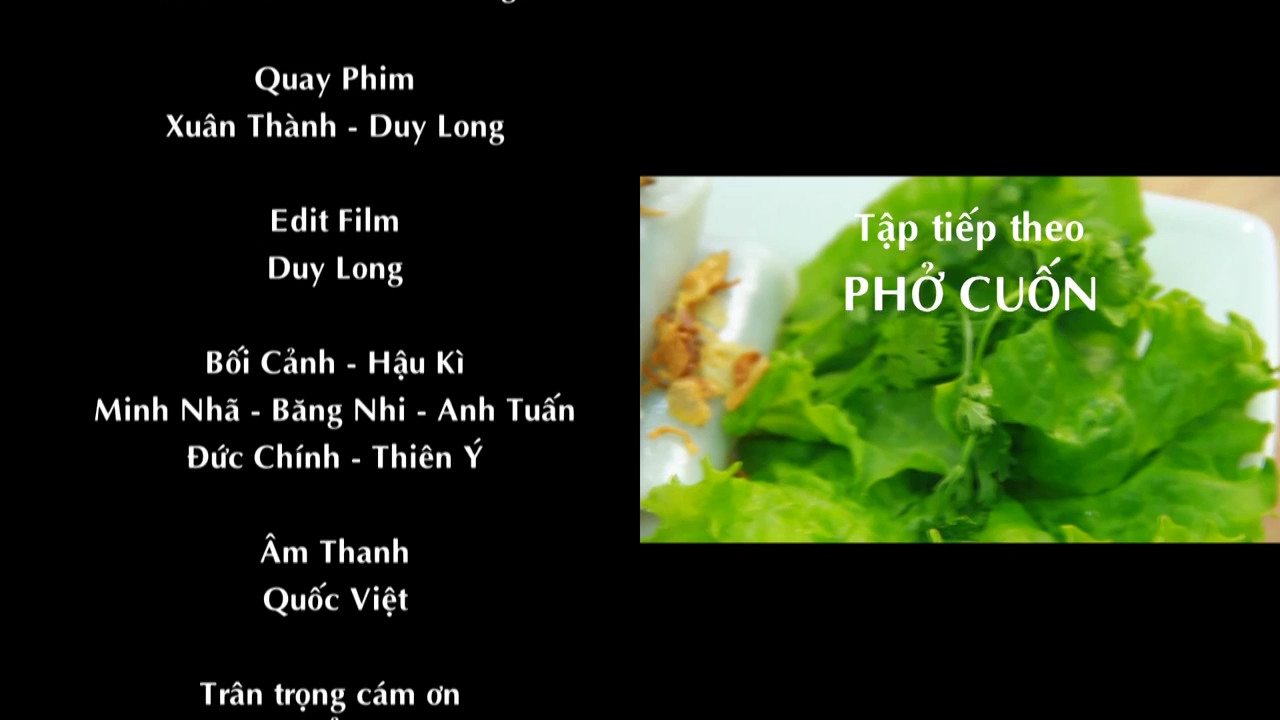 Quay Phim
Xuân Thành - Duy Long
Edit Film
Duy Long
Bối Cảnh - Hậu Kì
Minh Nhã - Băng Nhi - Anh Tuấn
Đức Chính - Thiên Ý
Âm Thanh
Quốc Việt
Trân trọng cám ơn
Tập tiếp theo
PHỞ CUỐN